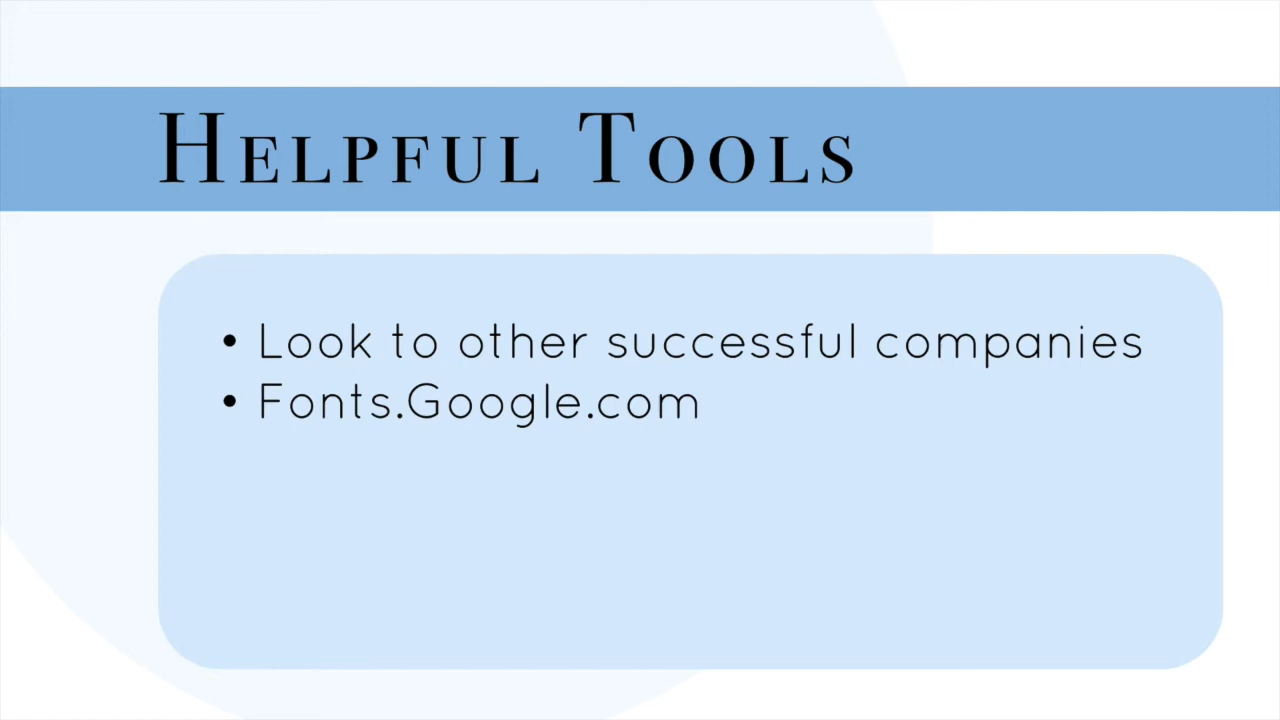 Helpful Tools
• Look to other successful companies
• Fonts.Google.com